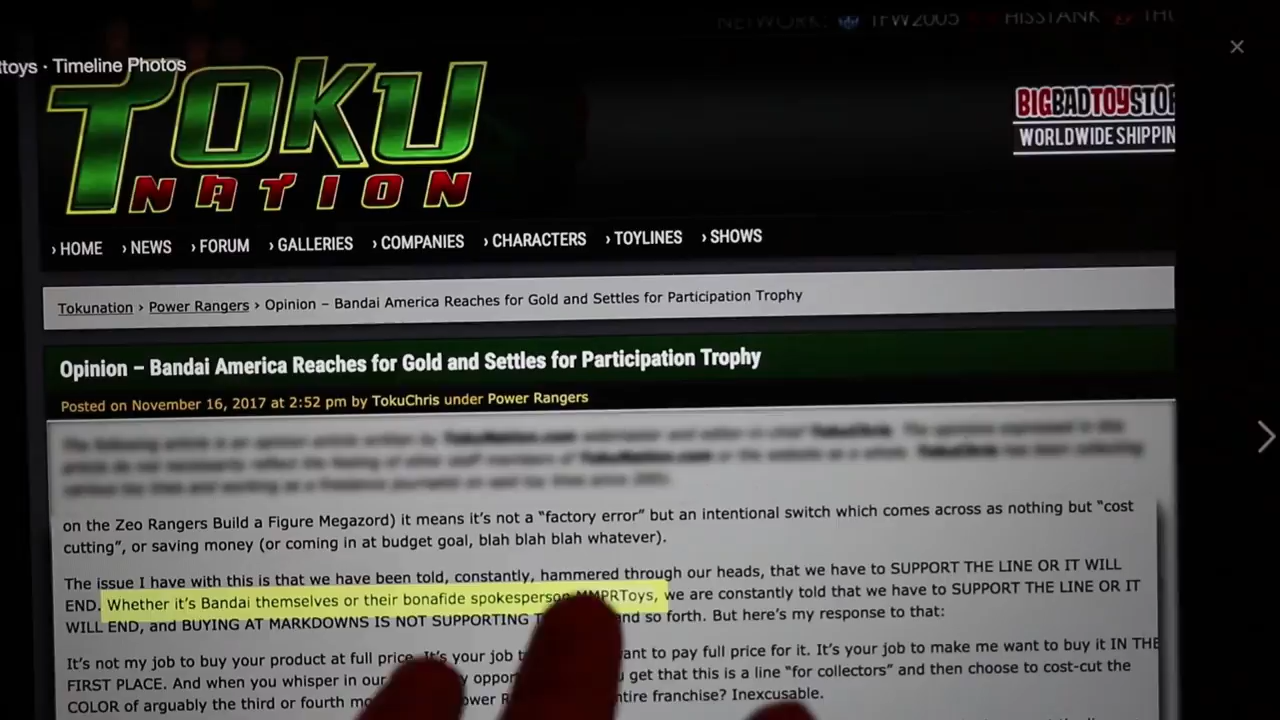 NETWORK: TFW2005 HISSTANK
ttoys · Timeline Photos
TOKU
NATION
BIGBADTOYSTOR
WORLDWIDE SHIPPIN
› HOME › NEWS › FORUM › GALLERIES › COMPANIES › CHARACTERS › TOYLINES › SHOWS
Tokunation › Power Rangers › Opinion – Bandai America Reaches for Gold and Settles for Participation Trophy
Opinion – Bandai America Reaches for Gold and Settles for Participation Trophy
Posted on November 16, 2017 at 2:52 pm by TokuChris under Power Rangers
on the Zeo Rangers Build a Figure Megazord) it means it's not a “factory error” but an intentional switch which comes across as nothing but “cost
cutting”, or saving money (or coming in at budget goal, blah blah blah whatever).
The issue I have with this is that we have been told, constantly, hammered through our heads, that we have to SUPPORT THE LINE OR IT WILL
END. Whether it's Bandai themselves or their bonafide spokesperson MMPRToys, we are constantly told that we have to SUPPORT THE LINE OR IT
WILL END, and BUYING AT MARKDOWNS IS NOT SUPPORTING and so forth. But here's my response to that:
It's not my job to buy your product at full price. It's your job want to pay full price for it. It's your job to make me want to buy it IN THE
FIRST PLACE. And when you whisper in our get that this is a line “for collectors” and then choose to cost-cut the
COLOR of arguably the third or fourth franchise? Inexcusable.